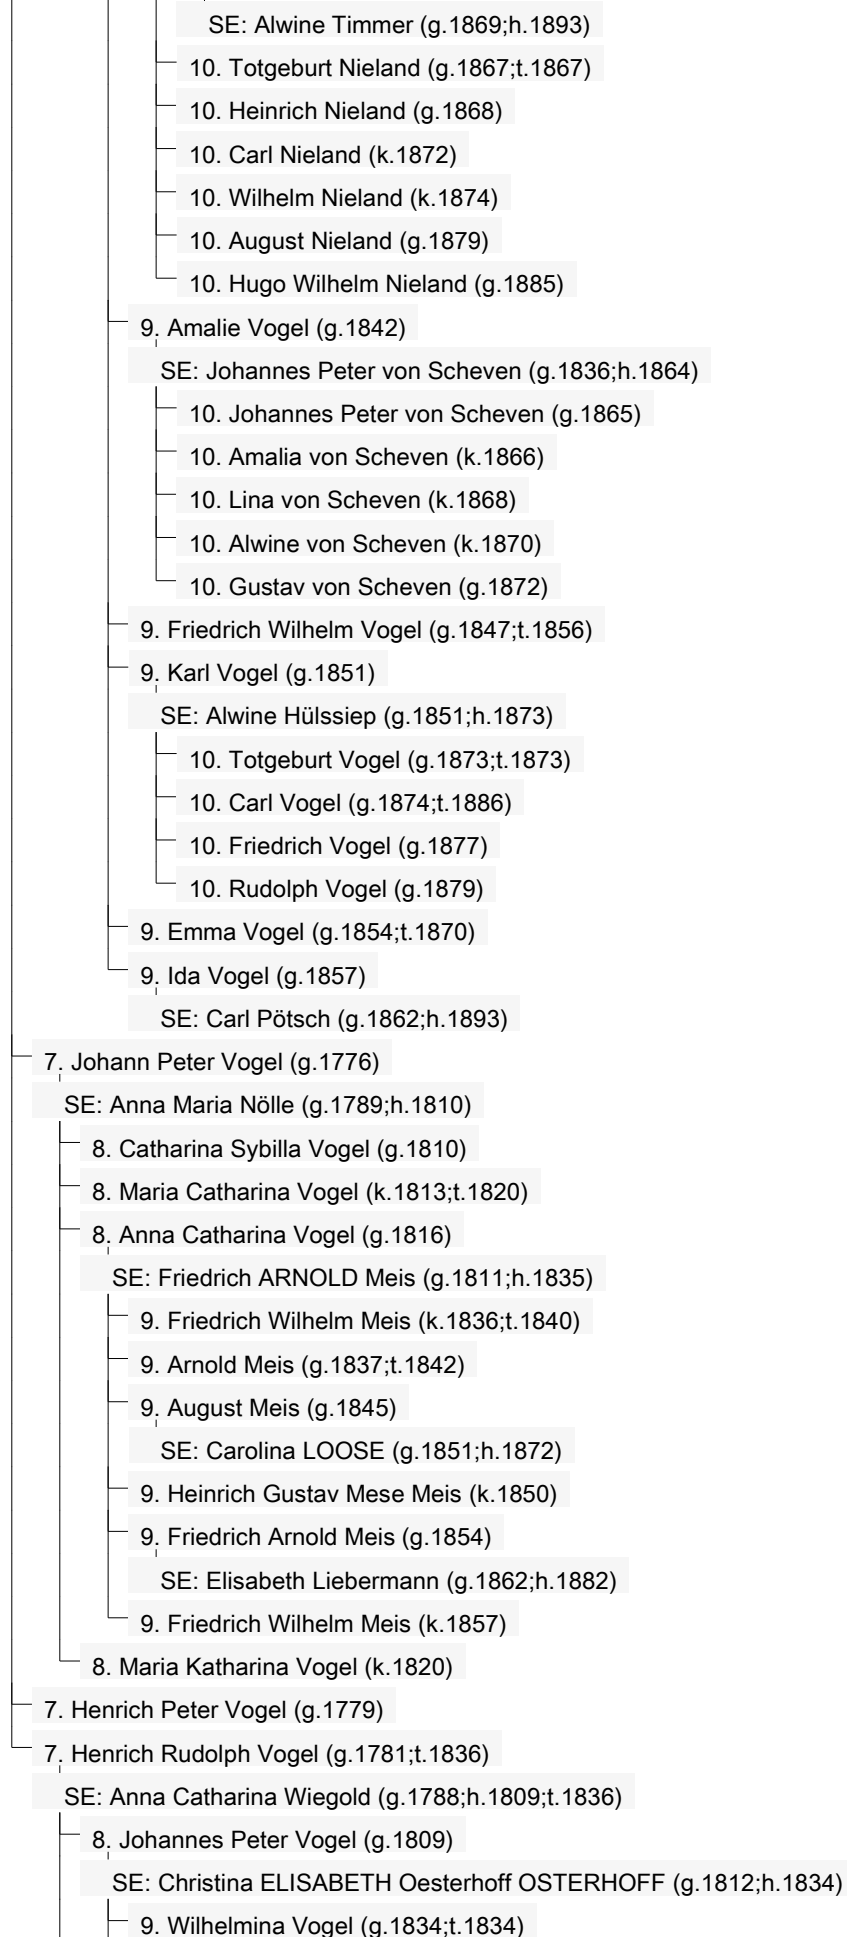 SE: Alwine Timmer (g.1869;h.1893)
10. Totgeburt Nieland (g.1867;t.1867)
10. Heinrich Nieland (g.1868)
10. Carl Nieland (k.1872)
10. Wilhelm Nieland (k.1874)
10. August Nieland (g.1879)
10. Hugo Wilhelm Nieland (g.1885)
9. Amalie Vogel (g.1842)
SE: Johannes Peter von Scheven (g.1836;h.1864)
10. Johannes Peter von Scheven (g.1865)
10. Amalia von Scheven (k.1866)
10. Lina von Scheven (k.1868)
10. Alwine von Scheven (k.1870)
10. Gustav von Scheven (g.1872)
9. Friedrich Wilhelm Vogel (g.1847;t.1856)
9. Karl Vogel (g.1851)
SE: Alwine Hülssiep (g.1851;h.1873)
10. Totgeburt Vogel (g.1873;t.1873)
10. Carl Vogel (g.1874;t.1886)
10. Friedrich Vogel (g.1877)
10. Rudolph Vogel (g.1879)
9. Emma Vogel (g.1854;t.1870)
9. Ida Vogel (g.1857)
SE: Carl Pötsch (g.1862;h.1893)
7. Johann Peter Vogel (g.1776)
SE: Anna Maria Nölle (g.1789;h.1810)
8. Catharina Sybilla Vogel (g.1810)
8. Maria Catharina Vogel (k.1813;t.1820)
8. Anna Catharina Vogel (g.1816)
SE: Friedrich ARNOLD Meis (g.1811;h.1835)
9. Friedrich Wilhelm Meis (k.1836;t.1840)
9. Arnold Meis (g.1837;t.1842)
9. August Meis (g.1845)
SE: Carolina LOOSE (g.1851;h.1872)
9. Heinrich Gustav Mese Meis (k.1850)
9. Friedrich Arnold Meis (g.1854)
SE: Elisabeth Liebermann (g.1862;h.1882)
9. Friedrich Wilhelm Meis (k.1857)
8. Maria Katharina Vogel (k.1820)
7. Henrich Peter Vogel (g.1779)
7. Henrich Rudolph Vogel (g.1781;t.1836)
SE: Anna Catharina Wiegold (g.1788;h.1809;t.1836)
8. Johannes Peter Vogel (g.1809)
SE: Christina ELISABETH Oesterhoff OSTERHOFF (g.1812;h.1834)
9. Wilhelmina Vogel (g.1834;t.1834)